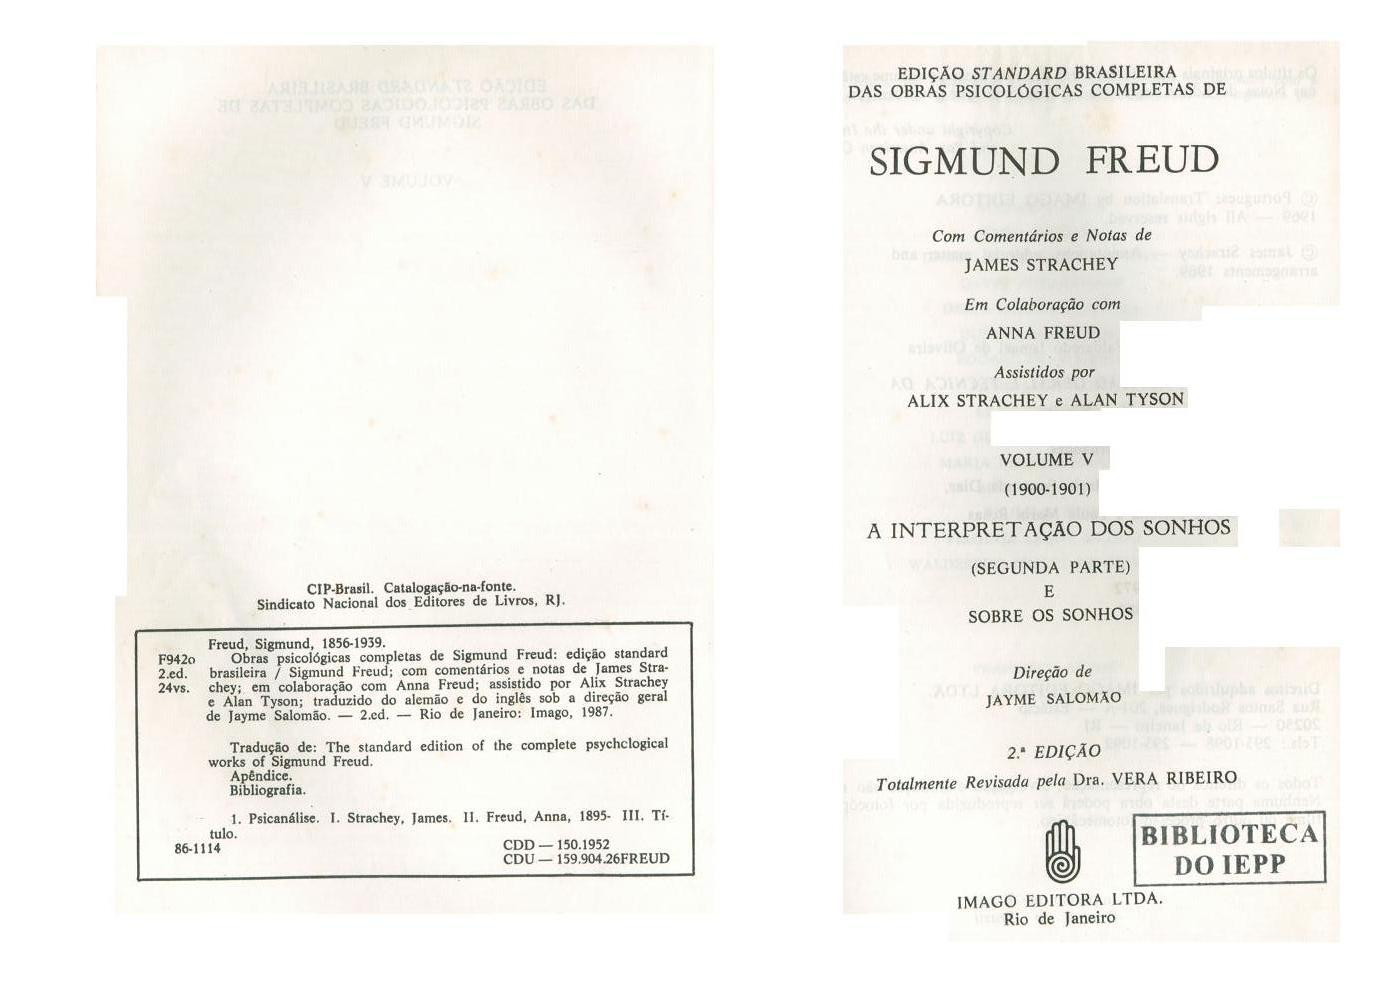 CIP-Brasil. Catalogação-na-fonte.
Sindicato Nacional dos Editores de Livros, RJ.
Freud, Sigmund, 1856-1939.
F942o Obras psicológicas completas de Sigmund Freud: edição standard
2.ed. brasileira / Sigmund Freud; com comentários e notas de James Stra-
24vs. chey; em colaboração com Anna Freud; assistido por Alix Strachey
e Alan Tyson; traduzido do alemão e do inglês sob a direção geral
de Jayme Salomão. — 2.ed. — Rio de Janeiro: Imago, 1987.
Tradução de: The standard edition of the complete psychclogical
works of Sigmund Freud.
Apêndice.
Bibliografia.
1. Psicanálise. I. Strachey, James. II. Freud, Anna, 1895- III. Tí-
tulo.
86-1114
CDD — 150.1952
CDU — 159.904.26FREUD
EDIÇÃO STANDARD BRASILEIRA
DAS OBRAS PSICOLÓGICAS COMPLETAS DE
SIGMUND FREUD
Com Comentários e Notas de
JAMES STRACHEY
Em Colaboração com
ANNA FREUD
Assistidos por
ALIX STRACHEY e ALAN TYSON
VOLUME V
(1900-1901)
A INTERPRETAÇÃO DOS SONHOS
(SEGUNDA PARTE)
E
SOBRE OS SONHOS
Direção de
JAYME SALOMÃO
2.ª EDIÇÃO
Totalmente Revisada pela Dra. VERA RIBEIRO
BIBLIOTECA
DO IEPP
IMAGO EDITORA LTDA.
Rio de Janeiro